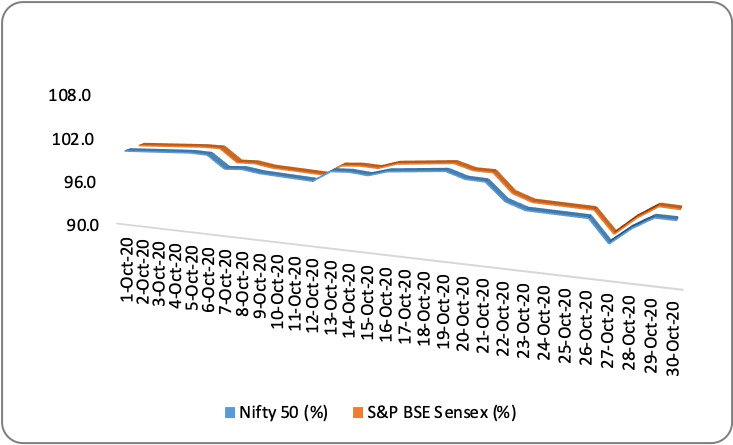 108.0
102.0
96.0
90.0
1-Oct-20
2-Oct-20
3-Oct-20
4-Oct-20
5-Oct-20
6-Oct-20
7-Oct-20
8-Oct-20
9-Oct-20
10-Oct-20
11-Oct-20
12-Oct-20
13-Oct-20
14-Oct-20
15-Oct-20
16-Oct-20
17-Oct-20
18-Oct-20
19-Oct-20
20-Oct-20
21-Oct-20
22-Oct-20
23-Oct-20
24-Oct-20
25-Oct-20
26-Oct-20
27-Oct-20
28-Oct-20
29-Oct-20
30-Oct-20
Nifty 50 (%)
S&P BSE Sensex (%)